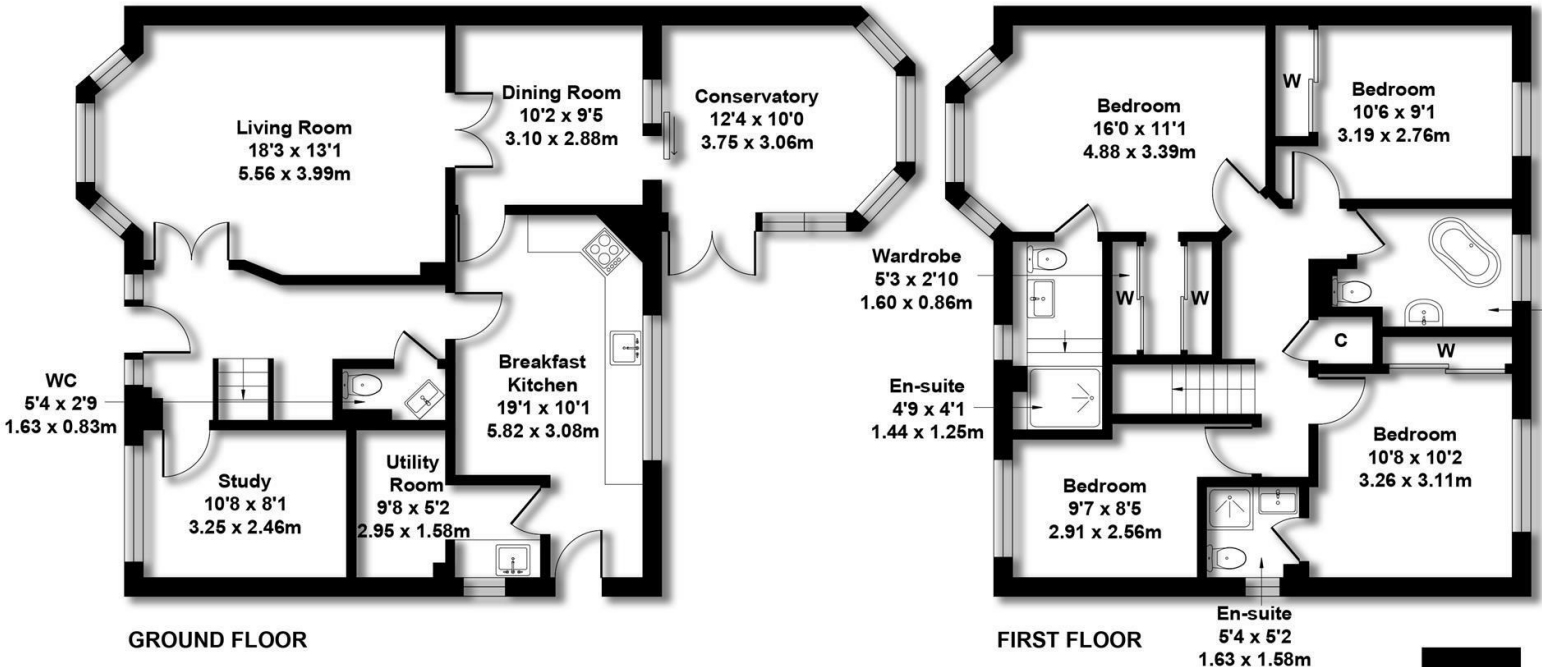 Living Room
18'3 x 13'1
5.56 x 3.99m
Dining Room
10'2 x 9'5
3.10 x 2.88m
Conservatory
12'4 x 10'0
3.75 x 3.06m
WC
5'4 x 2'9
1.63 x 0.83m
Breakfast
Kitchen
19'1 x 10'1
5.82 x 3.08m
Study
10'8 x 8'1
3.25 x 2.46m
Utility
Room
9'8 x 5'2
2.95 x 1.58m
GROUND FLOOR
Bedroom
16'0 x 11'1
4.88 x 3.39m
W
Bedroom
10'6 x 9'1
3.19 x 2.76m
Wardrobe
5'3 x 2'10
1.60 x 0.86m
W
W
C
W
En-suite
4'9 x 4'1
1.44 x 1.25m
Bedroom
10'8 x 10'2
3.26 x 3.11m
Bedroom
9'7 x 8'5
2.91 x 2.56m
En-suite
5'4 x 5'2
1.63 x 1.58m
FIRST FLOOR